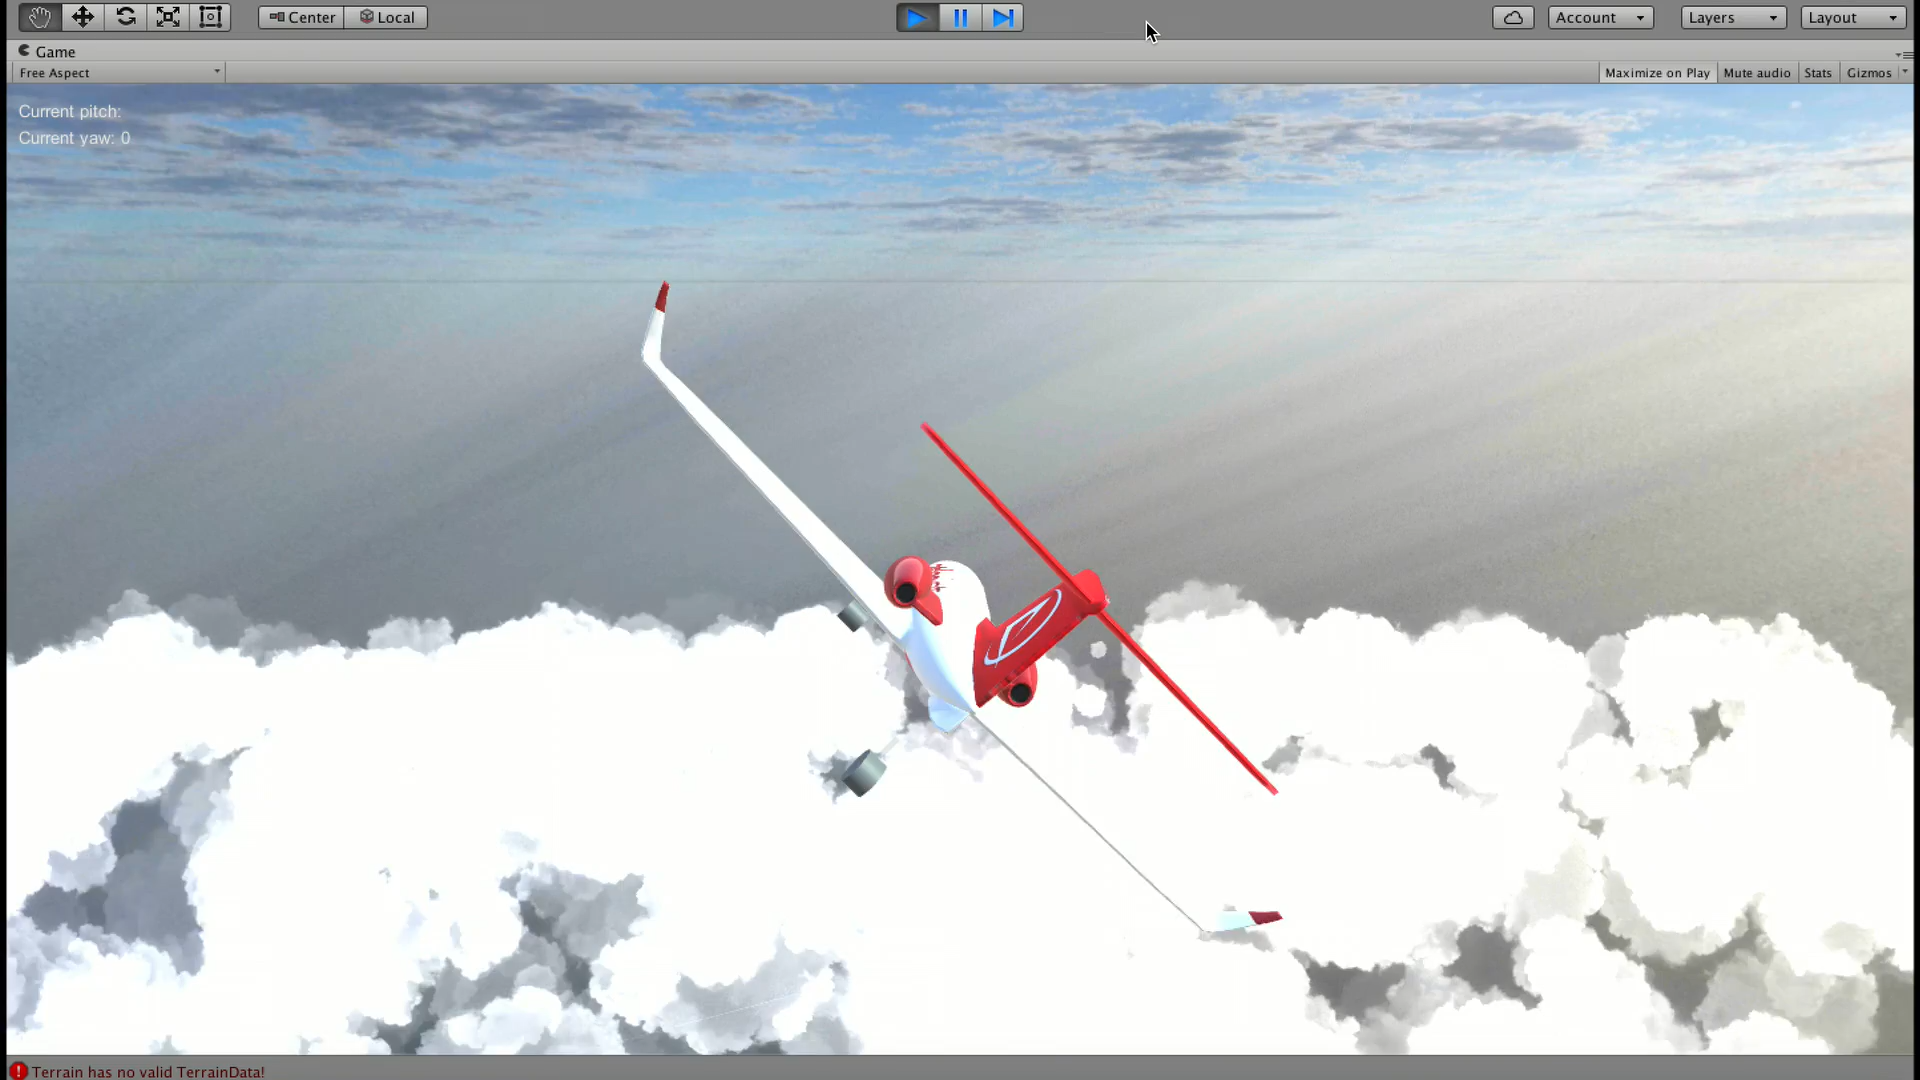 Center Local Account Layers Layout
Game
Free Aspect Maximize on Play Mute audio Stats Gizmos
Current pitch:
Current yaw: 0
Terrain has no valid TerrainData!